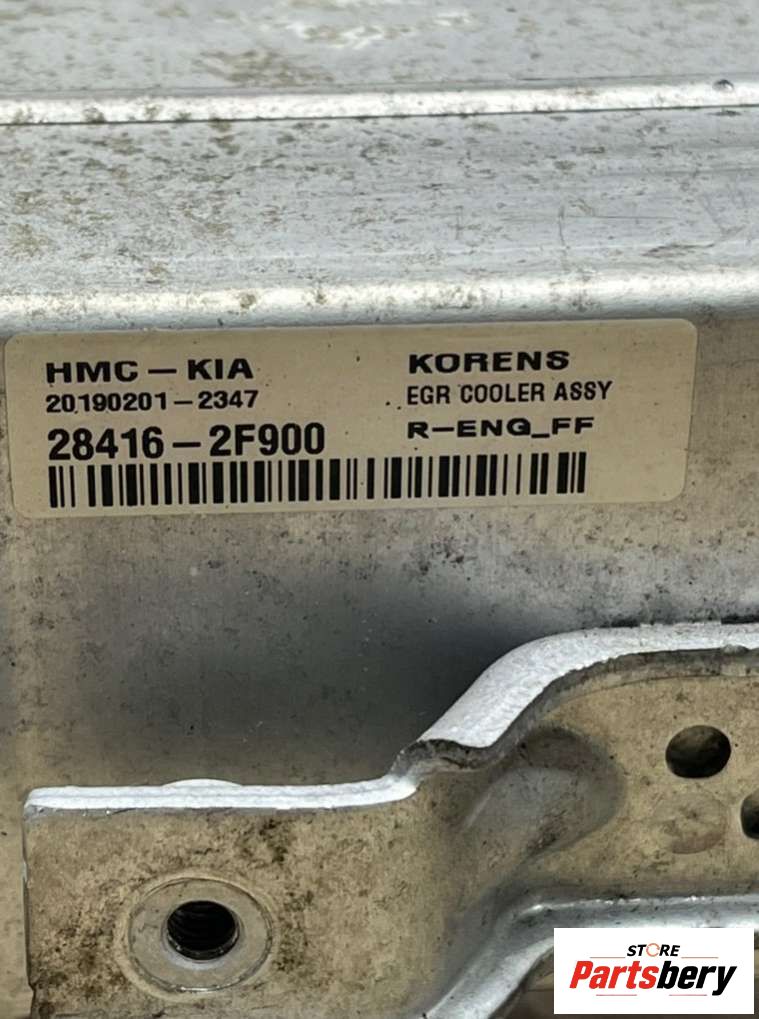 HMC-KIA
20190201-2347
28416-2F900
KORENS
EGR COOLER ASSY
R-ENG_FF
STORE
Partsbery